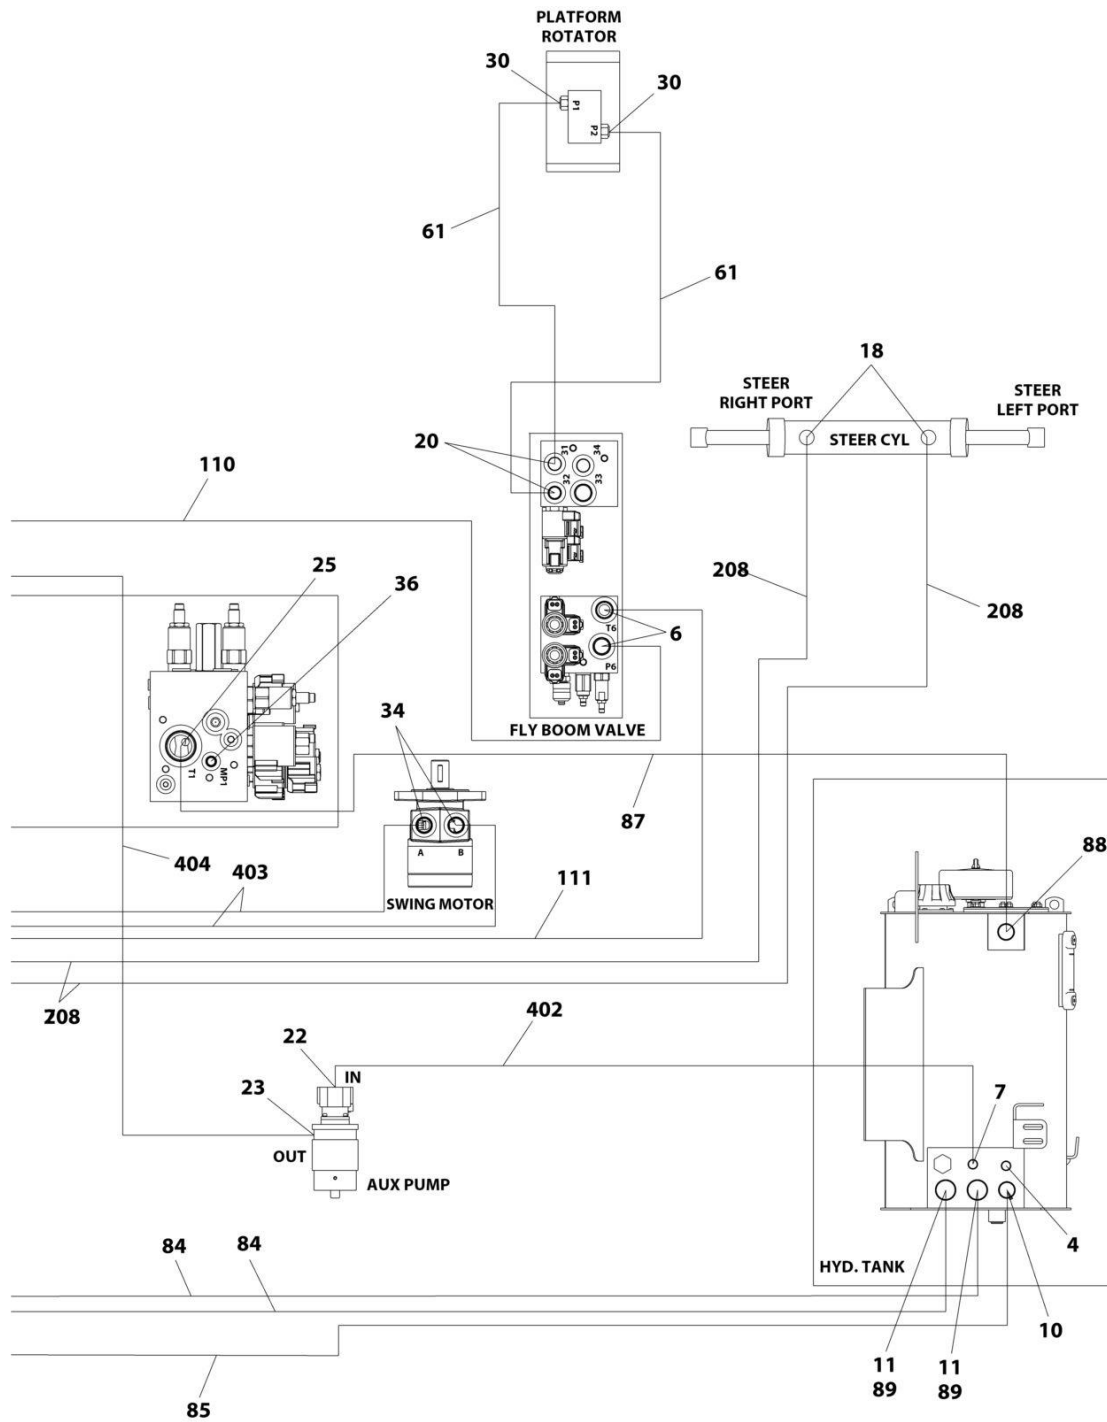 PLATFORM
ROTATOR
30
30
P1
P2
61
61
18
STEER
RIGHT PORT
STEER
LEFT PORT
STEER CYL
20
31
34
32
33
110
25
36
208
208
6
T6
P6
34
FLY BOOM VALVE
T1
MP1
87
88
404
403
A
B
SWING MOTOR
111
208
402
22
IN
23
7
OUT
AUX PUMP
4
84
84
HYD. TANK
10
11
89
11
89
85